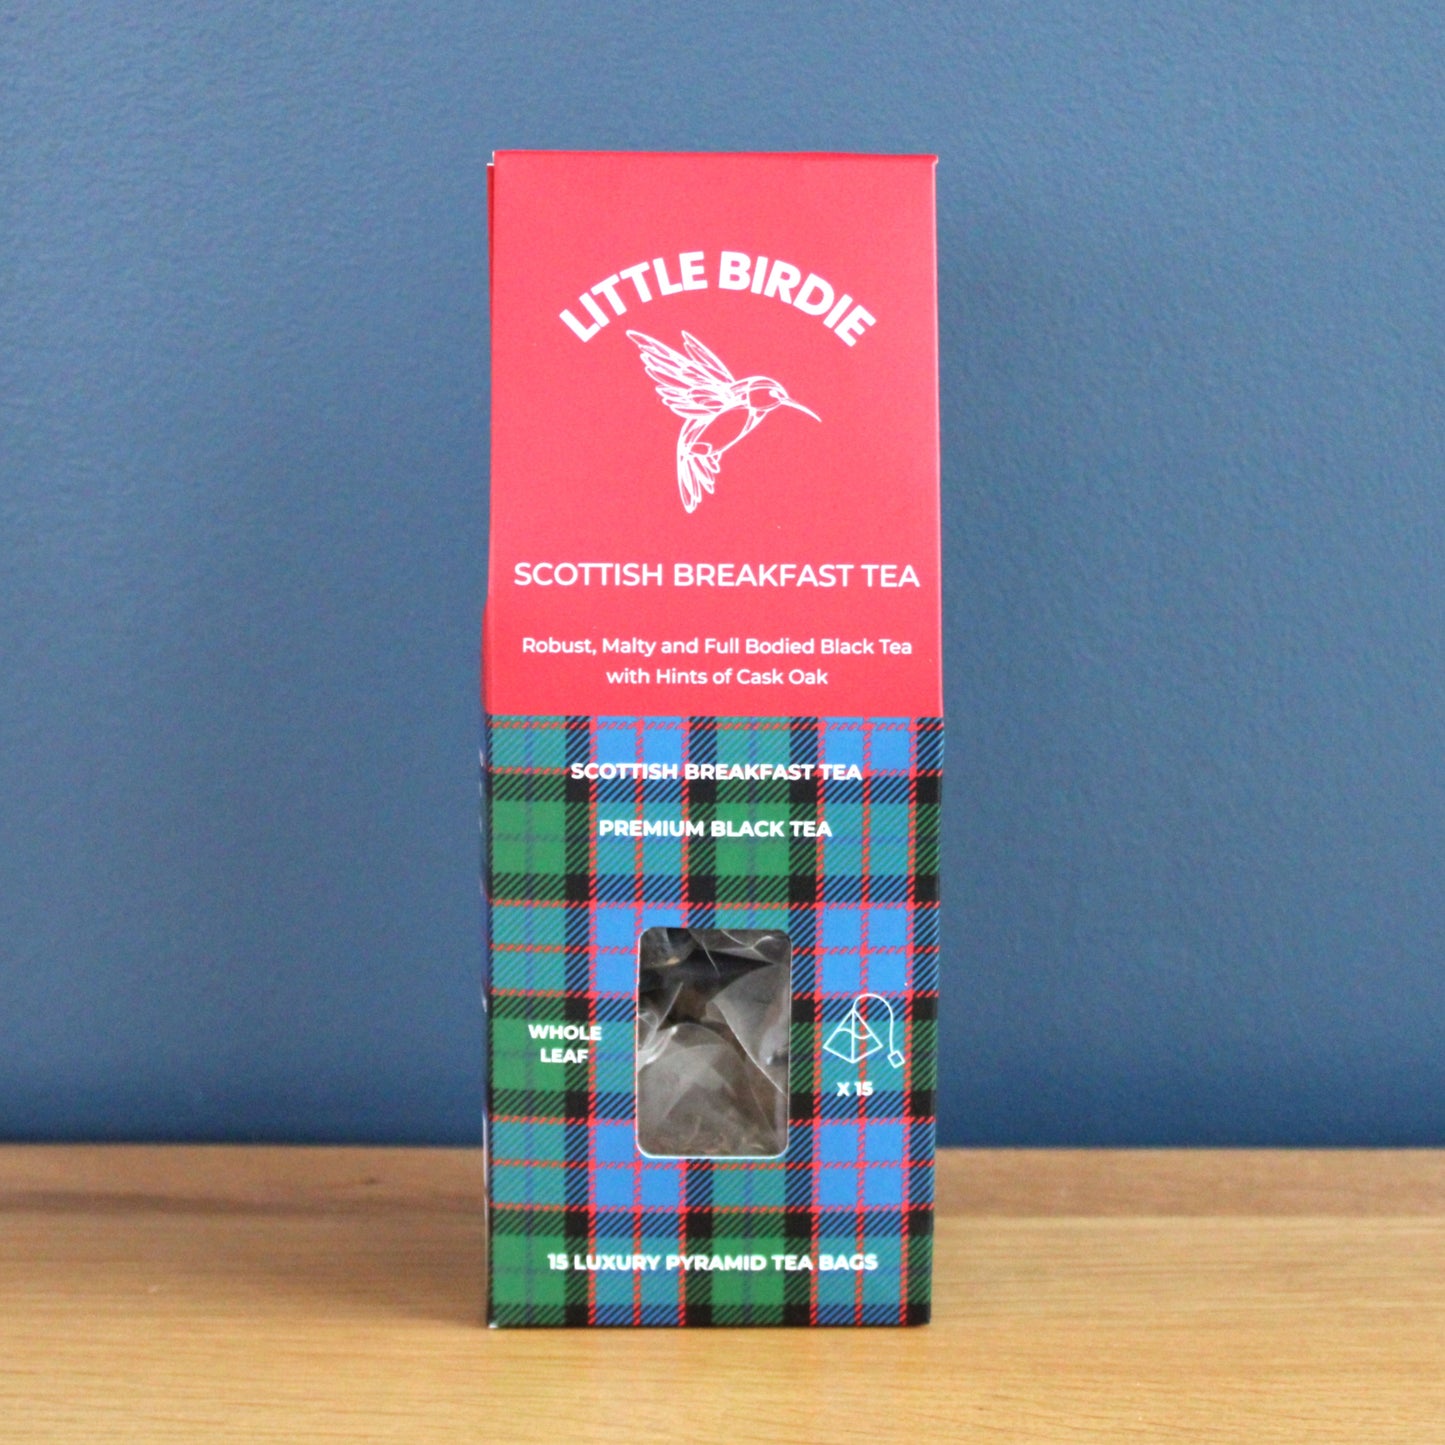 LITTLE BIRDIE
SCOTTISH BREAKFAST TEA
Robust, Malty and Full Bodied Black Tea
with Hints of Cask Oak
SCOTTISH BREAKFAST TEA
PREMIUM BLACK TEA
WHOLE
LEAF
X 15
15 LUXURY PYRAMID TEA BAGS